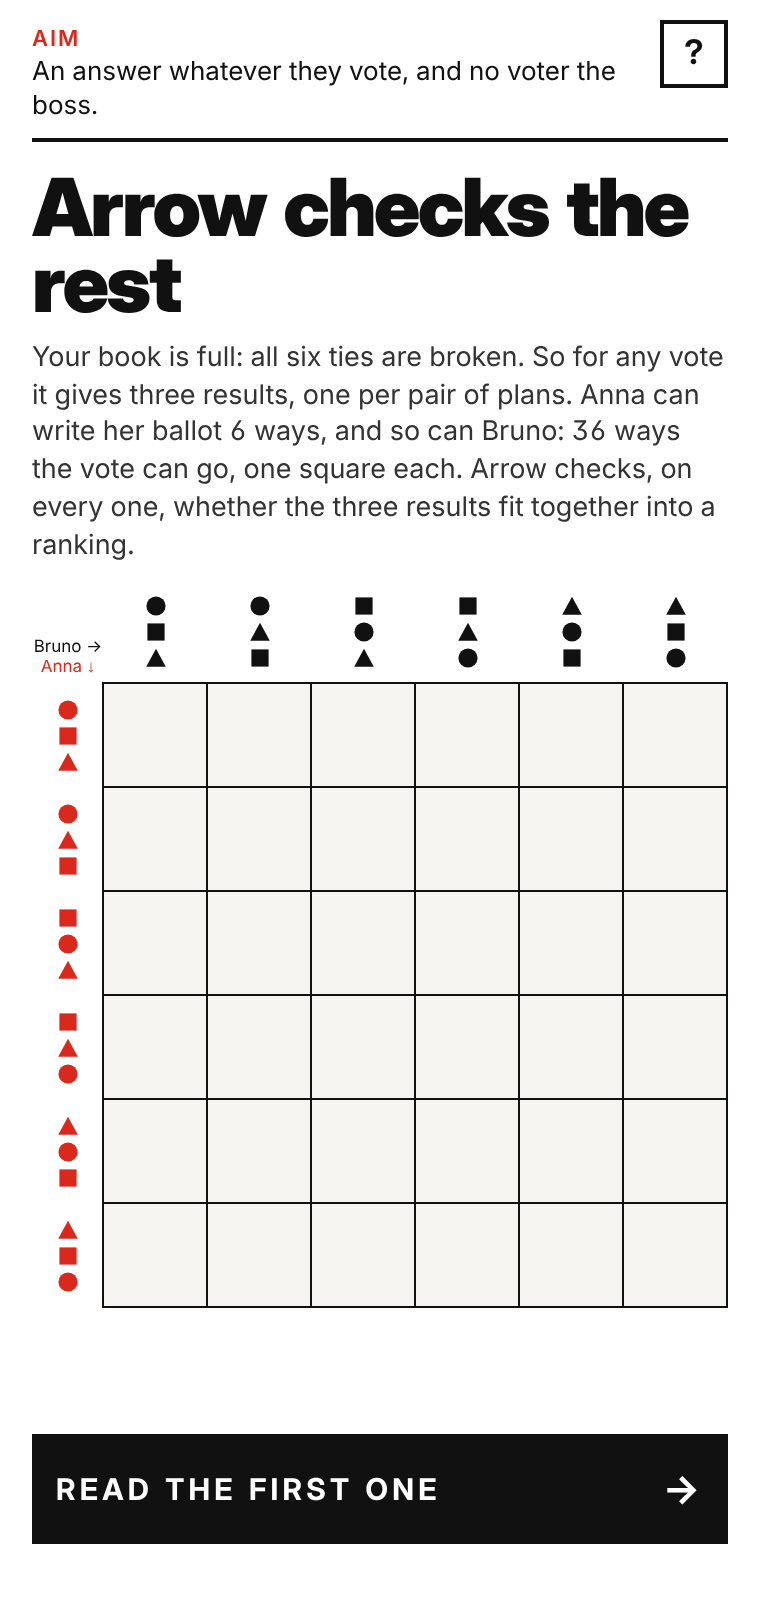 AIM
An answer whatever they vote, and no voter the
boss.
?
Arrow checks the
rest
Your book is full: all six ties are broken. So for any vote
it gives three results, one per pair of plans. Anna can
write her ballot 6 ways, and so can Bruno: 36 ways
the vote can go, one square each. Arrow checks, on
every one, whether the three results fit together into a
ranking.
Bruno →
Anna ↓
READ THE FIRST ONE →